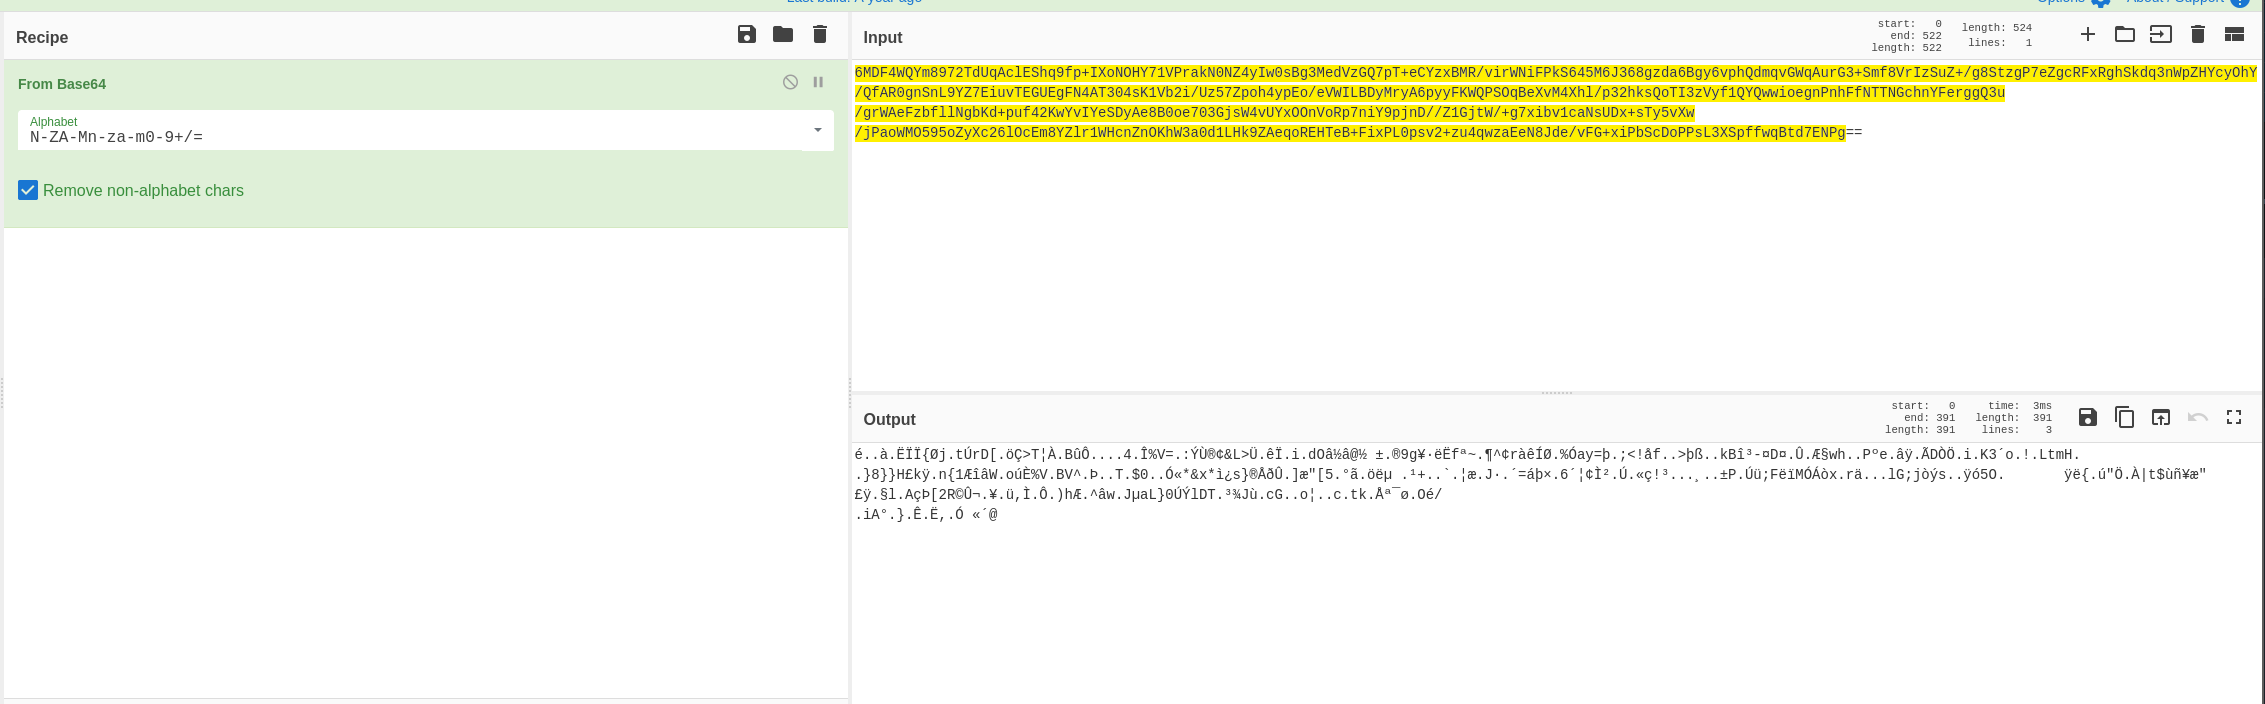 Last build: A year ago
Options
About / Support
Recipe
From Base64
Alphabet
N-ZA-Mn-za-m0-9+/=
Remove non-alphabet chars
Input
start: 0
end: 522
length: 522
length: 524
lines: 1
6MDF4WQYm8972TdUqAclEShq9fp+IXoNOHY71VPrakN0NZ4yIw0sBg3MedVzGQ7pT+eCYzxBMR/virWNiFPkS645M6J368gzda6Bgy6vphQdmqvGWqAurG3+Smf8VrIzSuZ+/g8StzgP7eZgcRFxRghSkdq3nWpZHYcyOhY
/QfAR0gnSnL9YZ7EiuvTEGUEgFN4AT304sK1Vb2i/Uz57Zpoh4ypEo/eVWILBDyMryA6pyyFKWQPSOqBeXvM4Xhl/p32hksQoTI3zVyf1QYQwwioegnPnhFfNTTNGchnYFerggQ3u
/grWAeFzbfllNgbKd+puf42KwYvIYeSDyAe8B0oe703GjsW4vUYxOOnVoRp7niY9pjnD//Z1GjtW/+g7xibv1caNsUDx+sTy5vXw
/jPaoWMO595oZyXc26lOcEm8YZlr1WHcnZnOKhW3a0d1LHk9ZAeqoREHTeB+FixPL0psv2+zu4qwzaEeN8Jde/vFG+xiPbScDoPPsL3XSpffwqBtd7ENPg==
Output
start: 0
end: 391
length: 391
time: 3ms
length: 391
lines: 3
é..à.ËÏÏ{Øj.tÚrD[.öÇ>T¦À.BûÔ....4.Î%V=.:ÝÙ®¢&L>Ü.êÏ.i.dOâ½â@½ ±.®9g¥·ëËfª~.¶^¢ràêÍØ.%Óay=þ.;<!åf..>þß..kBî³-¤D¤.Û.Æ§wh..Pºe.âÿ.ÃDÒÖ.i.K3´o.!.LtmH.
.}8}}H£kÿ.n{1ÆîâW.oúÈ%V.BV^.Þ..T.$0..Ó«*&x*ì¿s}®ÅðÛ.]æ"[5.°ã.öëµ .¹+..`.¦æ.J·.´=áþ×.6´¦¢Ì².Ú.«ç!³...¸..±P.Úü;FëïMÓÁòx.rä...lG;jòýs..ÿó5O. ÿë{.ú"Ö.À|t$ùñ¥æ"
£ÿ.§l.AçÞ[2R©Û¬.¥.ü,Ì.Ô.)hÆ.^âw.JµaL}0ÚÝlDT.³¾Jù.cG..o¦..c.tk.Åª¯ø.Oé/
.iA°.}.Ê.Ë,.Ó «´@